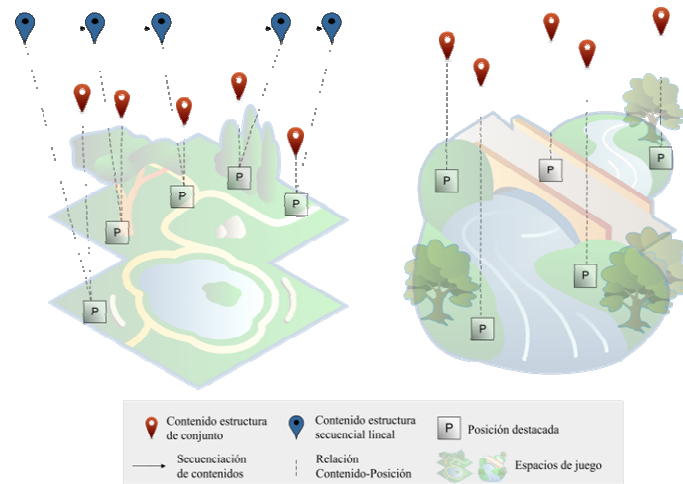 P
P
P
P
P
P
P
P
P
P
Contenido estructura
de conjunto
Contenido estructura
secuencial lineal
P
Posición destacada
Secuenciación
de contenidos
Relación
Contenido-Posición
Espacios de juego